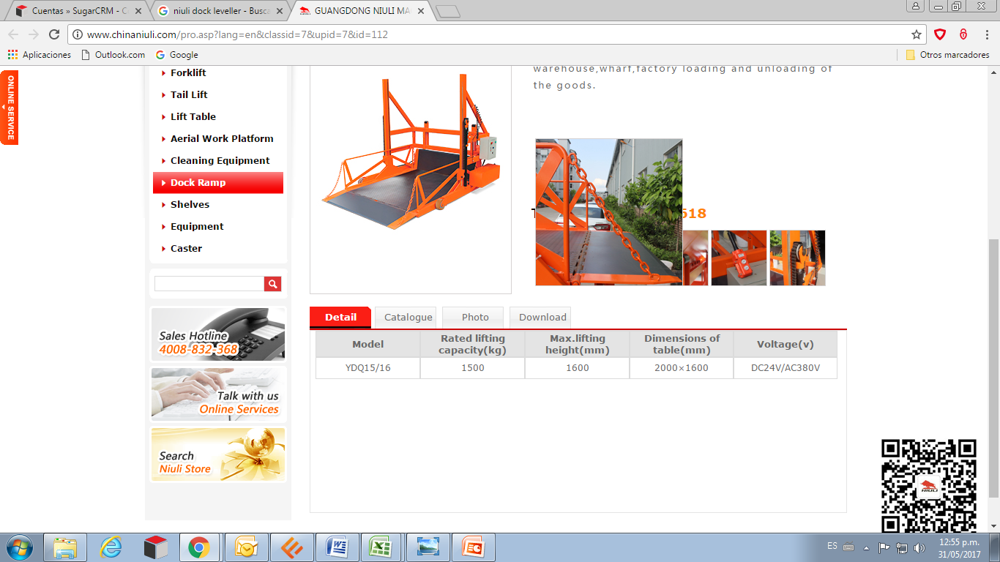 Cuentas » SugarCRM - C
niuli dock leveller - Busca
GUANGDONG NIULI MA
www.chinaniuli.com/pro.asp?lang=en&classid=7&upid=7&id=112
Aplicaciones
Outlook.com
Google
Otros marcadores
ONLINE SERVICE
Forklift
Tail Lift
Lift Table
Aerial Work Platform
Cleaning Equipment
Dock Ramp
Shelves
Equipment
Caster
Sales Hotline
4008-832-368
Talk with us
Online Services
Search
Niuli Store
warehouse,wharf,factory loading and unloading of
the goods.
618
Detail Catalogue Photo Download
Model Rated lifting capacity(kg) Max.lifting height(mm) Dimensions of table(mm) Voltage(v)
YDQ15/16 1500 1600 2000×1600 DC24V/AC380V
NIULI
ES
12:55 p.m.
31/05/2017